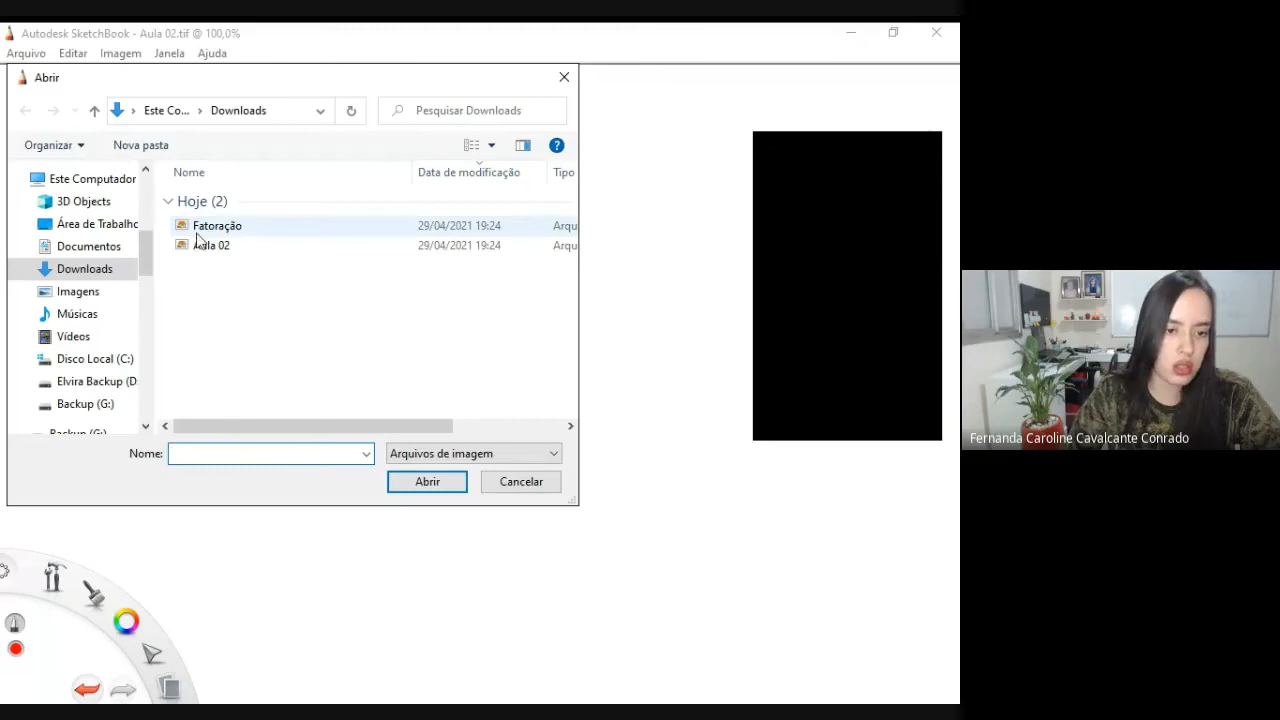 Autodesk SketchBook - Aula 02.tif @ 100,0%
Arquivo Editar Imagem Janela Ajuda
Abrir
Este Co... Downloads
Pesquisar Downloads
Organizar Nova pasta
Este Computador
3D Objects
Área de Trabalho
Documentos
Downloads
Imagens
Músicas
Vídeos
Disco Local (C:)
Elvira Backup (D
Backup (G:)
Backup (G:)
Nome Data de modificação Tipo
Hoje (2)
Fatoração 29/04/2021 19:24 Arqu
Aula 02 29/04/2021 19:24 Arqu
Nome: Arquivos de imagem
Abrir Cancelar
Fernanda Caroline Cavalcante Conrado